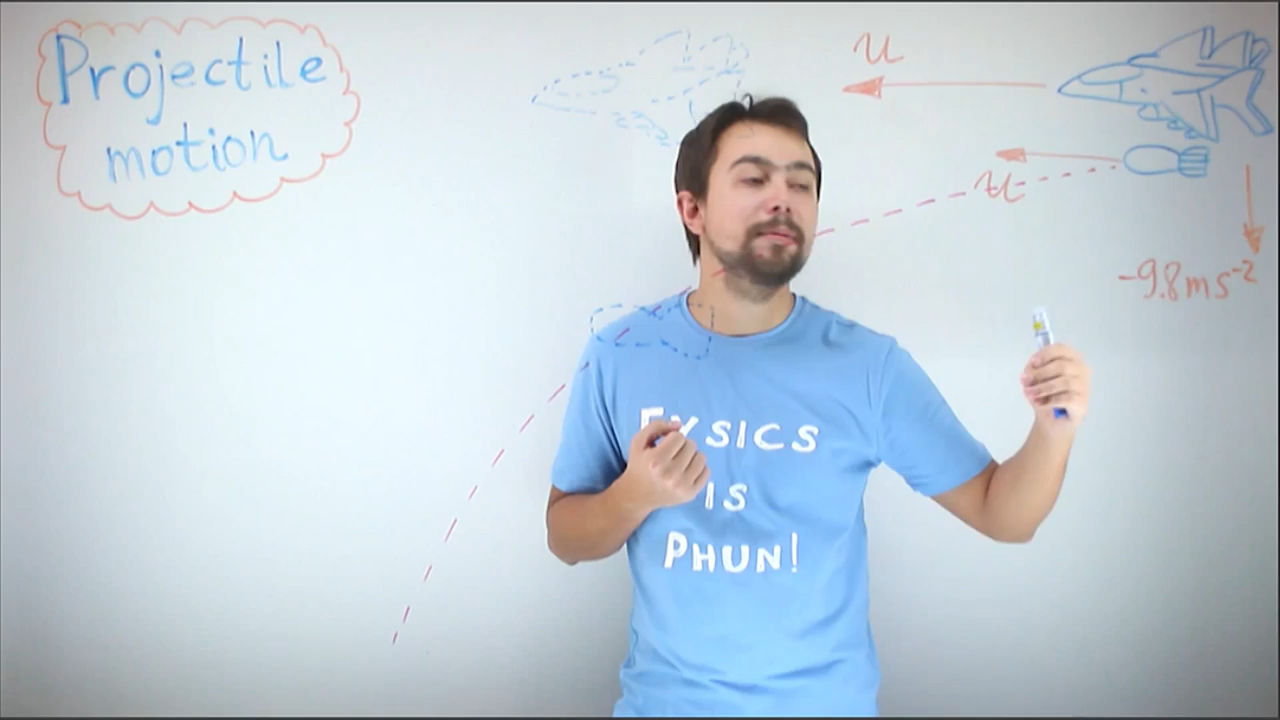 Projectile
motion
u
u
-9.8ms⁻²
FYSICS
IS
PHUN!